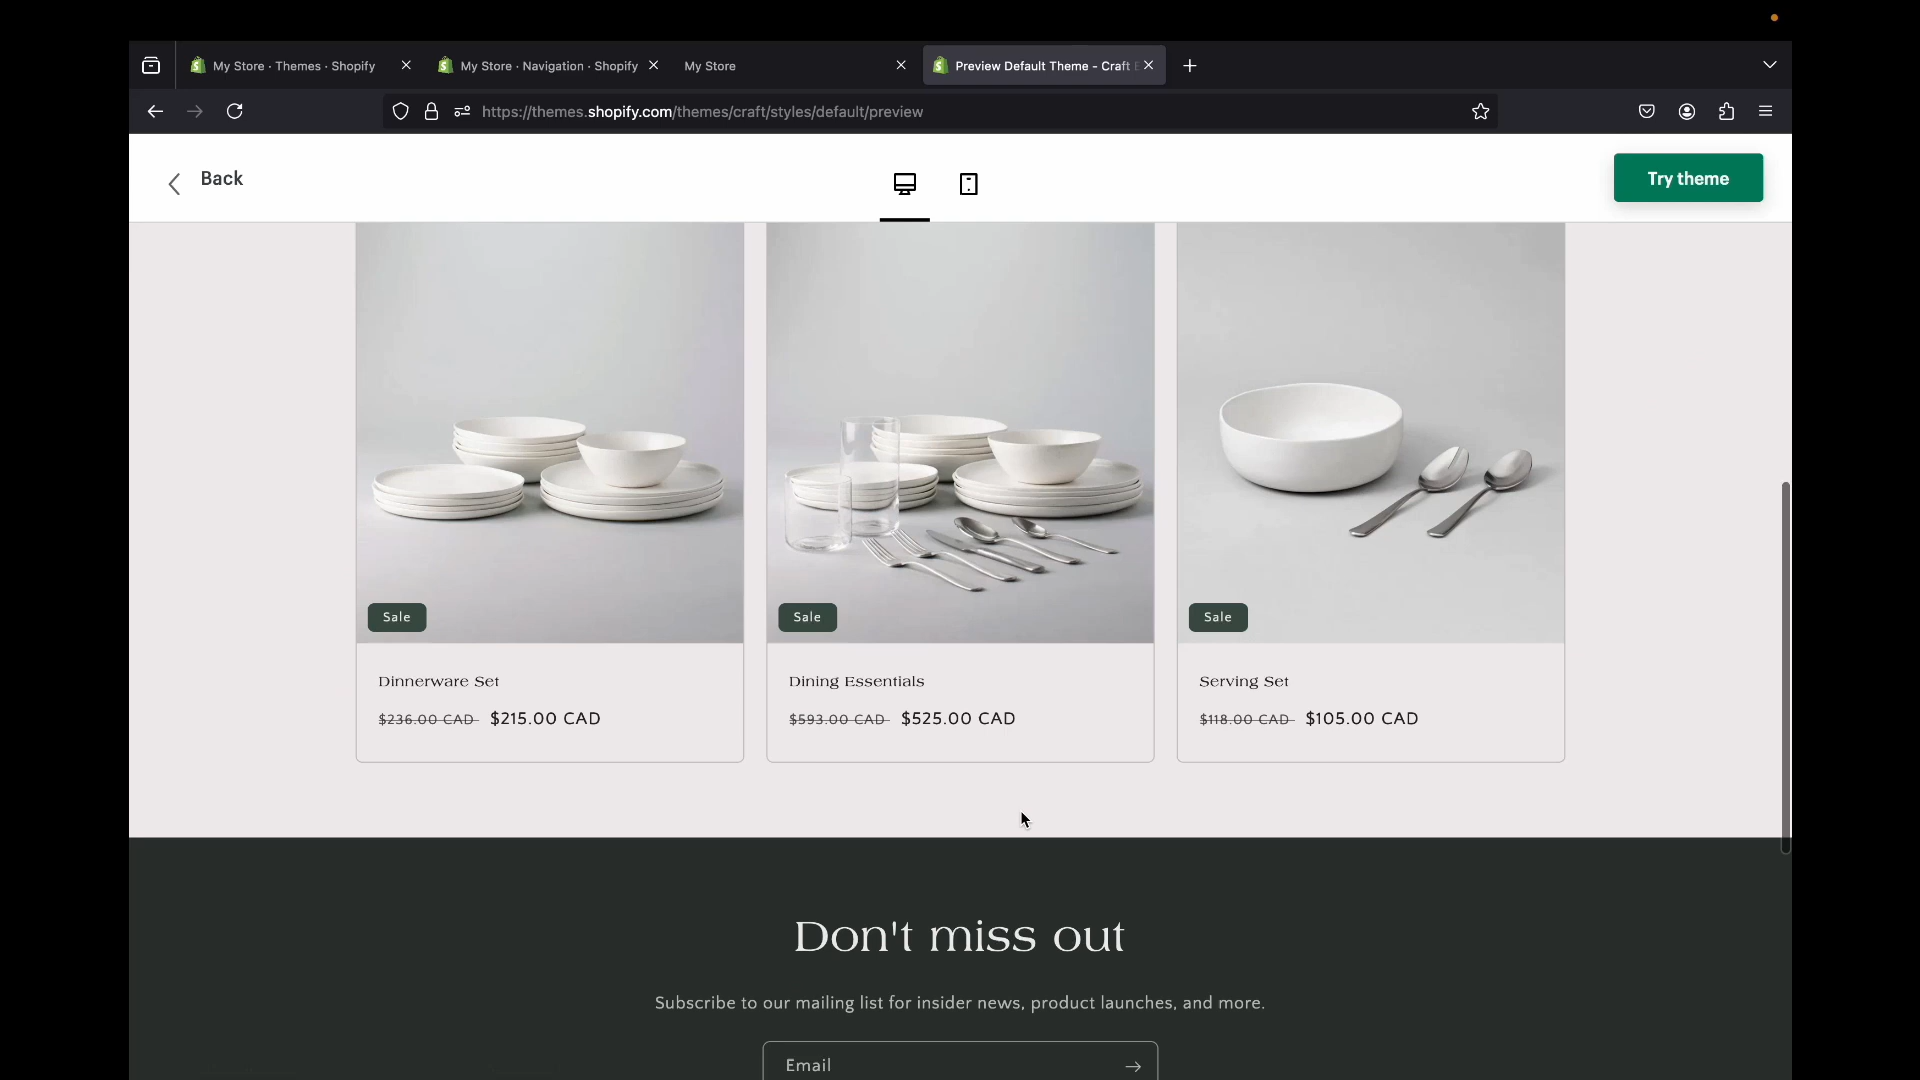 My Store · Themes · Shopify
My Store · Navigation · Shopify
My Store
Preview Default Theme - Craft
https://themes.shopify.com/themes/craft/styles/default/preview
Back
Try theme
Sale
Sale
Sale
Dinnerware Set
$236.00 CAD $215.00 CAD
Dining Essentials
$593.00 CAD $525.00 CAD
Serving Set
$118.00 CAD $105.00 CAD
Don't miss out
Subscribe to our mailing list for insider news, product launches, and more.
Email